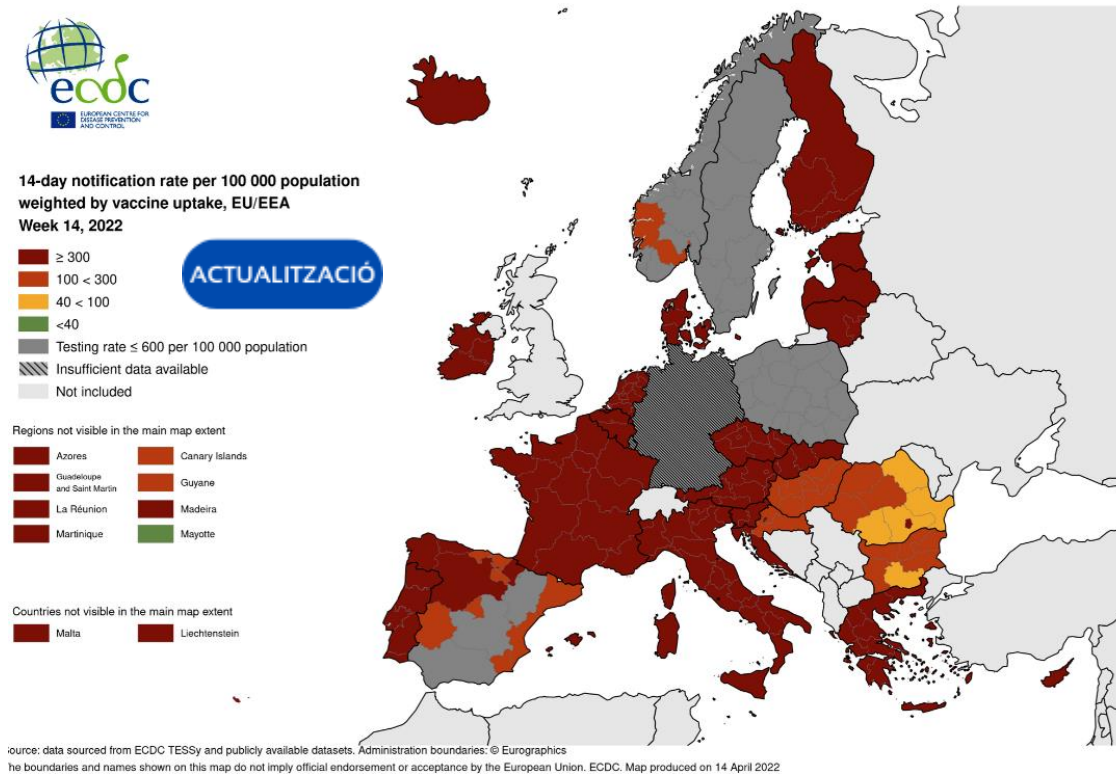 ecdc
EUROPEAN CENTRE FOR
DISEASE PREVENTION
AND CONTROL
14-day notification rate per 100 000 population
weighted by vaccine uptake, EU/EEA
Week 14, 2022
≥ 300
100 < 300
40 < 100
<40
Testing rate ≤ 600 per 100 000 population
Insufficient data available
Not included
ACTUALITZACIÓ
Regions not visible in the main map extent
Azores
Canary Islands
Guadeloupe
and Saint Martin
Guyane
La Réunion
Madeira
Martinique
Mayotte
Countries not visible in the main map extent
Malta
Liechtenstein
ource: data sourced from ECDC TESSy and publicly available datasets. Administration boundaries: © Eurographics
he boundaries and names shown on this map do not imply official endorsement or acceptance by the European Union. ECDC. Map produced on 14 April 2022